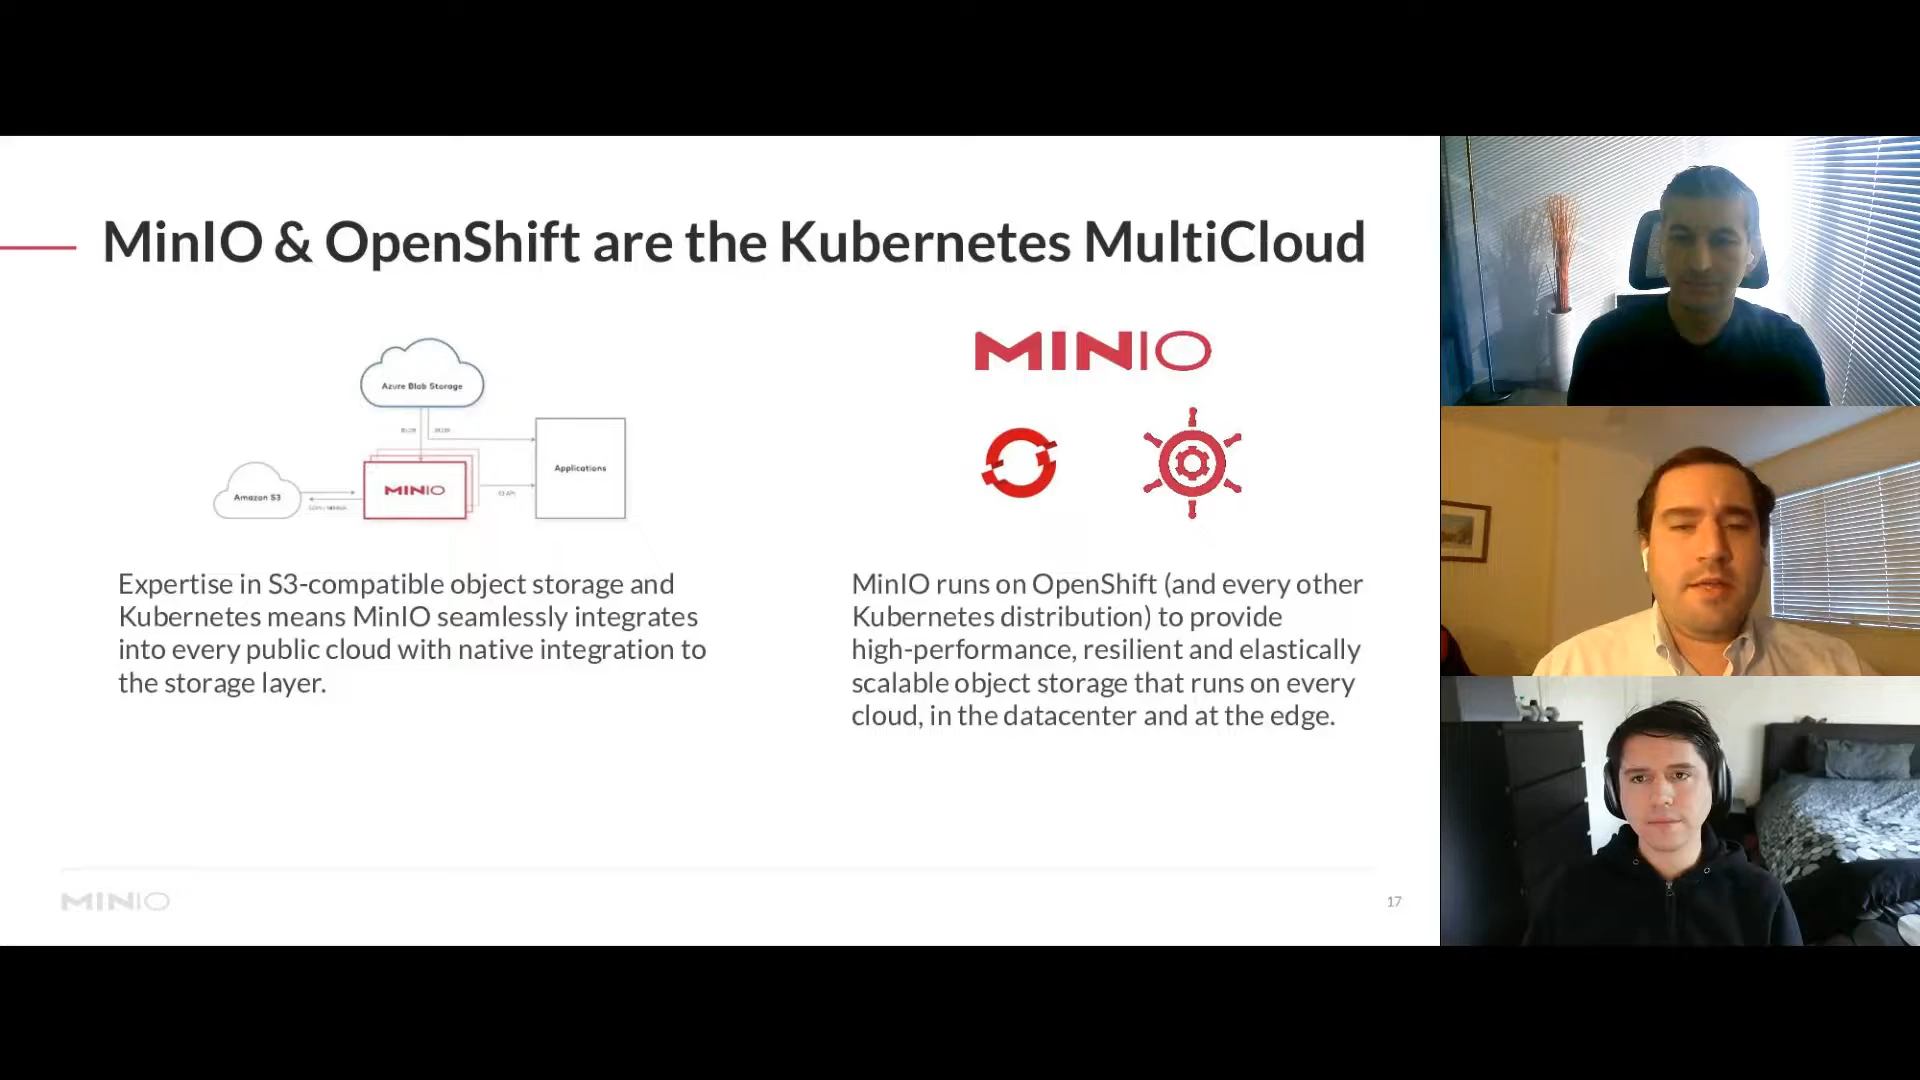 MinIO & OpenShift are the Kubernetes MultiCloud
Azure Blob Storage
Applications
Amazon S3
MINIO
S3 API
Expertise in S3-compatible object storage and
Kubernetes means MinIO seamlessly integrates
into every public cloud with native integration to
the storage layer.
MINIO
MinIO runs on OpenShift (and every other
Kubernetes distribution) to provide
high-performance, resilient and elastically
scalable object storage that runs on every
cloud, in the datacenter and at the edge.
MINIO
17